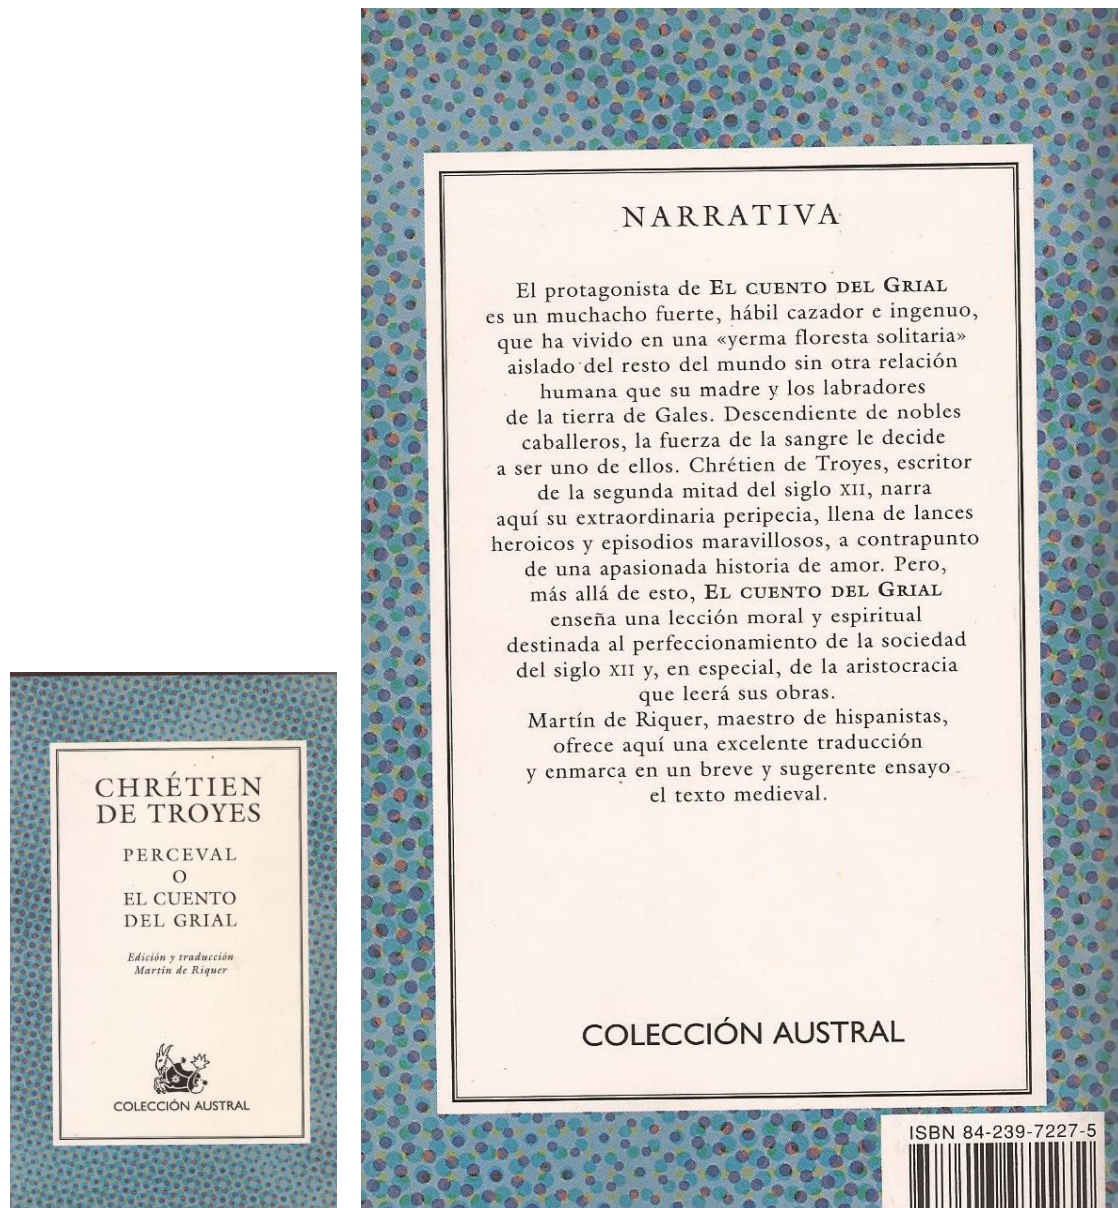 CHRÉTIEN
DE TROYES
PERCEVAL
O
EL CUENTO
DEL GRIAL
Edición y traducción
Martín de Riquer
COLECCIÓN AUSTRAL
NARRATIVA
El protagonista de EL CUENTO DEL GRIAL
es un muchacho fuerte, hábil cazador e ingenuo,
que ha vivido en una «yerma floresta solitaria»
aislado del resto del mundo sin otra relación
humana que su madre y los labradores
de la tierra de Gales. Descendiente de nobles
caballeros, la fuerza de la sangre le decide
a ser uno de ellos. Chrétien de Troyes, escritor
de la segunda mitad del siglo XII, narra
aquí su extraordinaria peripecia, llena de lances
heroicos y episodios maravillosos, a contrapunto
de una apasionada historia de amor. Pero,
más allá de esto, EL CUENTO DEL GRIAL
enseña una lección moral y espiritual
destinada al perfeccionamiento de la sociedad
del siglo XII y, en especial, de la aristocracia
que leerá sus obras.
Martín de Riquer, maestro de hispanistas,
ofrece aquí una excelente traducción
y enmarca en un breve y sugerente ensayo
el texto medieval.
COLECCIÓN AUSTRAL
ISBN 84-239-7227-5